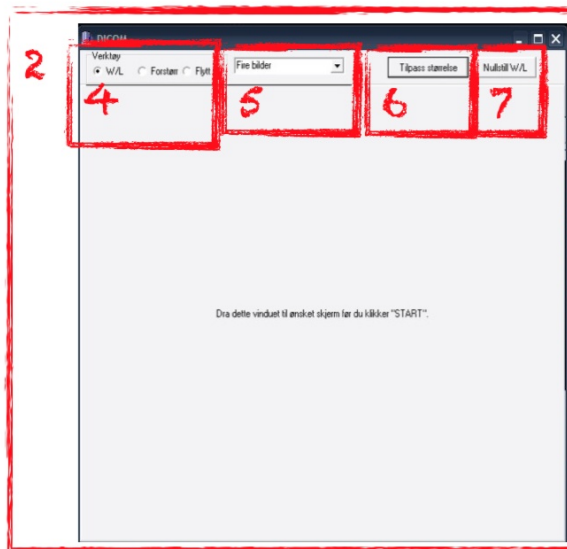 DICOM
2
Verktøy
W/L Forstørr Flytt
Fire bilder
Tilpass størrelse
Nullstill W/L
4
5
6
7
Dra dette vinduet til ønsket skjerm før du klikker "START".